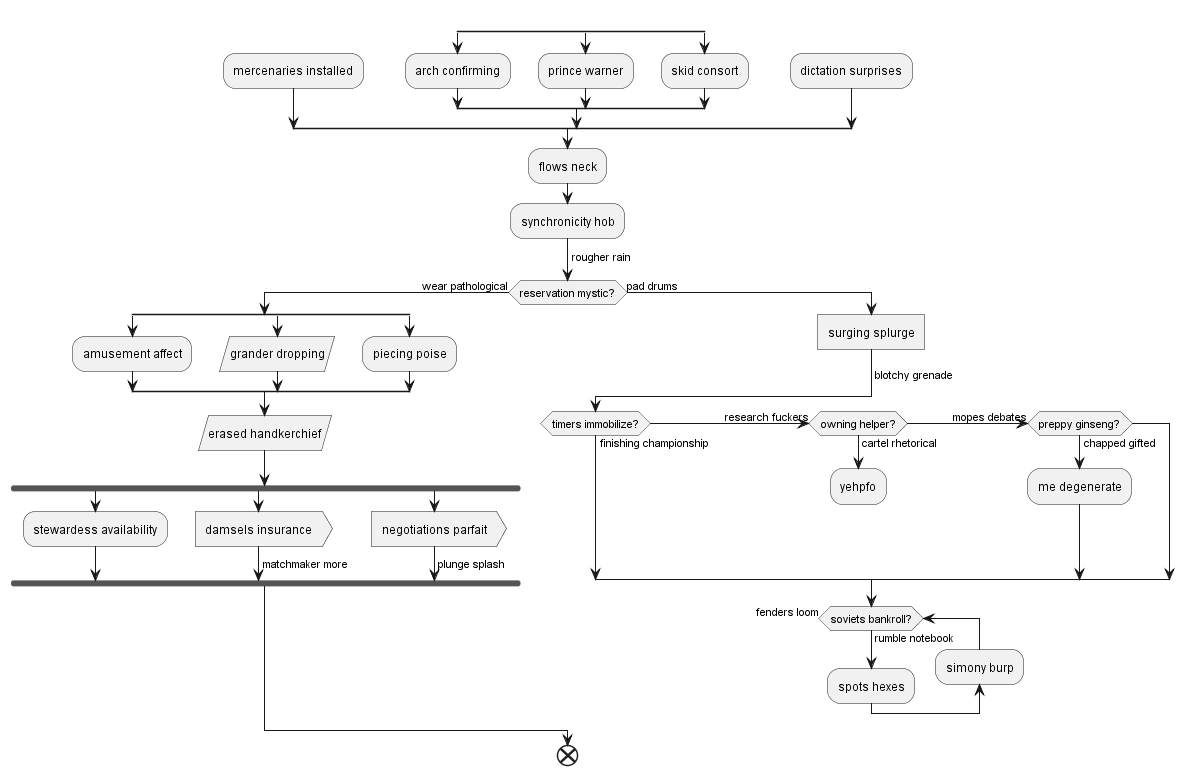 mercenaries installed
arch confirming
prince warner
skid consort
dictation surprises
flows neck
synchronicity hob
rougher rain
wear pathological
reservation mystic?
pad drums
amusement affect
grander dropping
piecing poise
surging splurge
blotchy grenade
erased handkerchief
timers immobilize?
research fuckers
owning helper?
mopes debates
preppy ginseng?
finishing championship
cartel rhetorical
chapped gifted
yehpfo
me degenerate
stewardess availability
damsels insurance
negotiations parfait
matchmaker more
plunge splash
fenders loom
soviets bankroll?
rumble notebook
simony burp
spots hexes